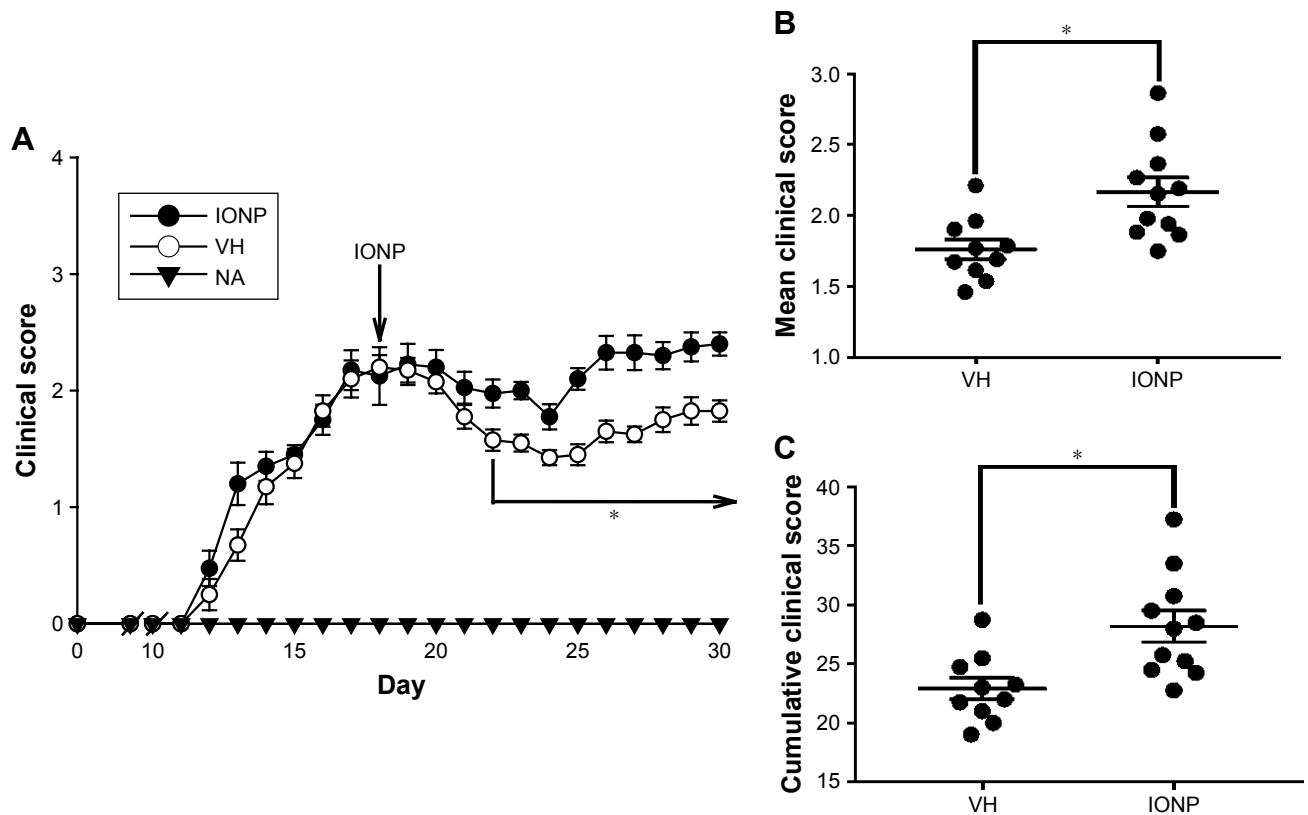 A
4
3
2
1
0
Clinical score
IONP
VH
NA
IONP
*
0 10 15 20 25 30
Day
B
*
3.0
2.5
2.0
1.5
1.0
Mean clinical score
VH IONP
C
*
40
35
30
25
20
15
Cumulative clinical score
VH IONP